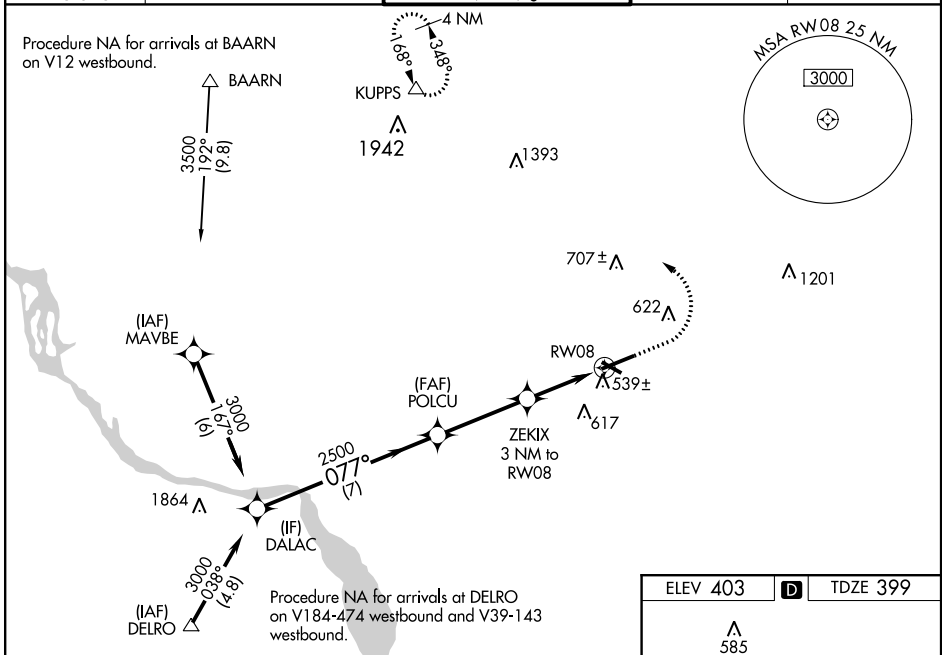 Procedure NA for arrivals at BAARN
on V12 westbound.
BAARN
3500
192°
(9.8)
4 NM
168°
348°
KUPPS
1942
1393
MSA RW08 25 NM
3000
707±
1201
622
(IAF)
MAVBE
3000
167°
(6)
RW08
539±
(FAF)
POLCU
617
ZEKIX
3 NM to
RW08
2500
077°
(7)
1864
(IF)
DALAC
3000
038°
(4.8)
(IAF)
DELRO
Procedure NA for arrivals at DELRO
on V184-474 westbound and V39-143
westbound.
ELEV 403 D TDZE 399
585